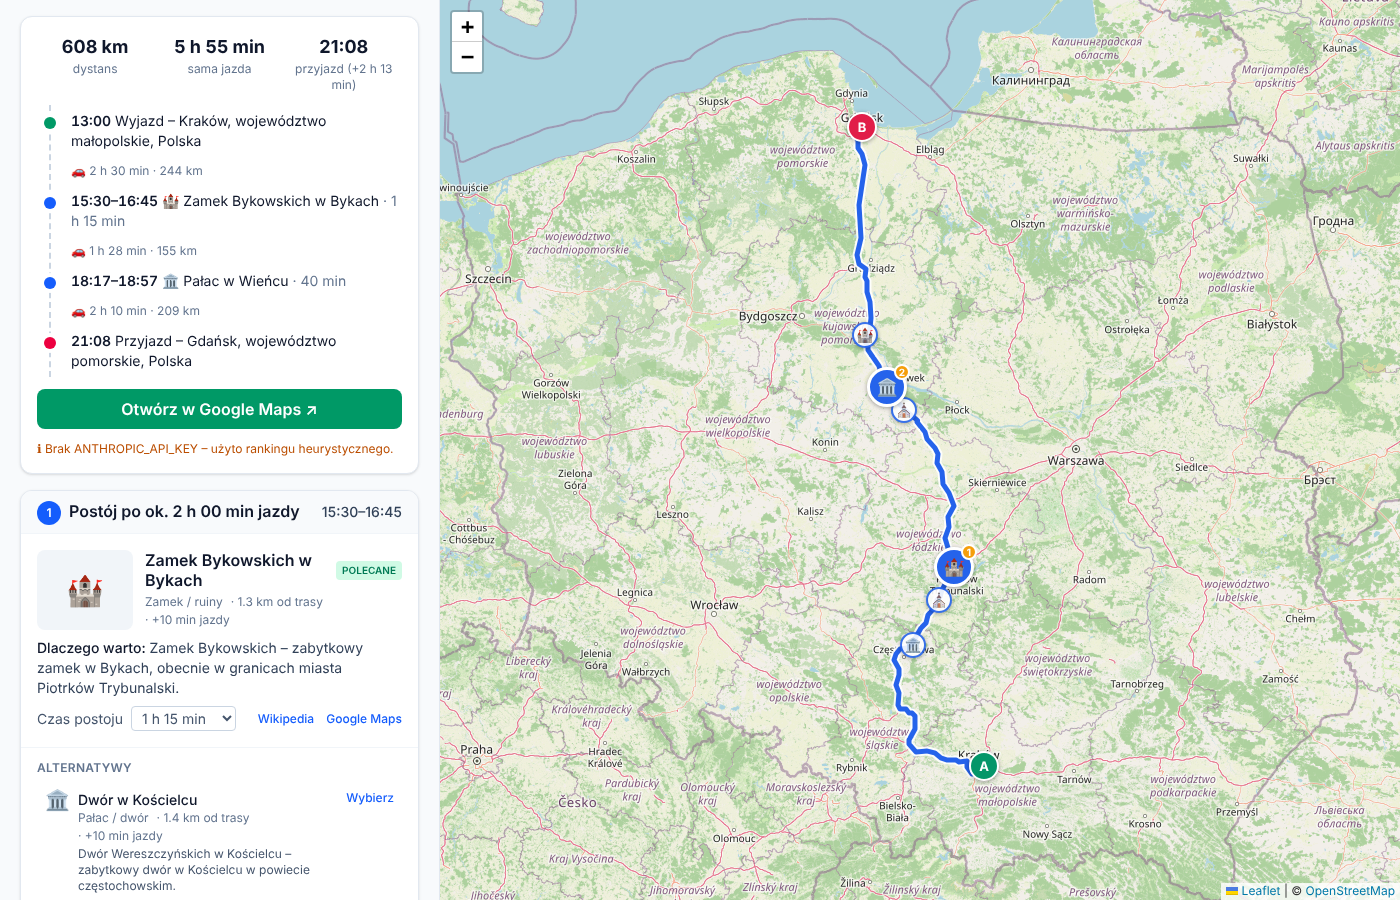 608 km
5 h 55 min
21:08
dystans
sama jazda
przyjazd (+2 h 13
min)
13:00 Wyjazd – Kraków, województwo
małopolskie, Polska
2 h 30 min · 244 km
15:30–16:45 Zamek Bykowskich w Bykach · 1
h 15 min
1 h 28 min · 155 km
18:17–18:57 Pałac w Wieńcu · 40 min
2 h 10 min · 209 km
21:08 Przyjazd – Gdańsk, województwo
pomorskie, Polska
Otwórz w Google Maps ↗
ℹ Brak ANTHROPIC_API_KEY – użyto rankingu heurystycznego.
1 Postój po ok. 2 h 00 min jazdy 15:30–16:45
Zamek Bykowskich w
Bykach
POLECANE
Zamek / ruiny · 1.3 km od trasy
· +10 min jazdy
Dlaczego warto: Zamek Bykowskich – zabytkowy
zamek w Bykach, obecnie w granicach miasta
Piotrków Trybunalski.
Czas postoju 1 h 15 min Wikipedia Google Maps
ALTERNATYWY
Dwór w Kościelcu Wybierz
Pałac / dwór · 1.4 km od trasy
· +10 min jazdy
Dwór Wereszczyńskich w Kościelcu –
zabytkowy dwór w Kościelcu w powiecie
częstochowskim.
+
−
Kauno apskritis
Калининградская
область
Kaunas
Marijampolės
apskritis
Калининград
Gdynia
Słupsk
B
Alytaus apskritis
Elbląg
województwo
pomorskie
Koszalin
Suwałki
winoujście
województwo
warmińsko-
mazurskie
Olsztyn
Гродна
województwo
zachodniopomorskie
Szczecin
województwo
podlaskie
Łomża
Bydgoszcz
Ostrołęka
Białystok
2
Gorzów
Wielkopolski
Płock
denburg
województwo
wielkopolskie
województwo
lubuskie
Konin
Warszawa
Siedlce
Брэст
Zielona
Góra
Skierniewice
Leszno
Kalisz
Cottbus
- Chóśebuz
1
Radom
Legnica
Wrocław
województwo
lubelskie
Chełm
województwo
dolnośląskie
Jelenia
Góra
Liberecký
kraj
Wałbrzych
województwo
świętokrzyskie
Zamość
Tarnobrzeg
województwo
opolskie
Královéhradecký
kraj
województwo
śląskie
Praha
Hradec
Králové
Rybnik
A
Tarnów
województwo
małopolskie
województwo
podkarpackie
Pardubický
kraj
Olomoucký
kraj
Moravskoslezský
kraj
Česko
Bielsko-
Biała
Krosno
Przemyśl
Львівська
область
Olomouc
Nowy Sącz
Kraj Vysočina
Jihočeský
Jihomoravský
Zlínský kraj
Žilina
Žilinský kraj
Prešovský
Leaflet | © OpenStreetMap